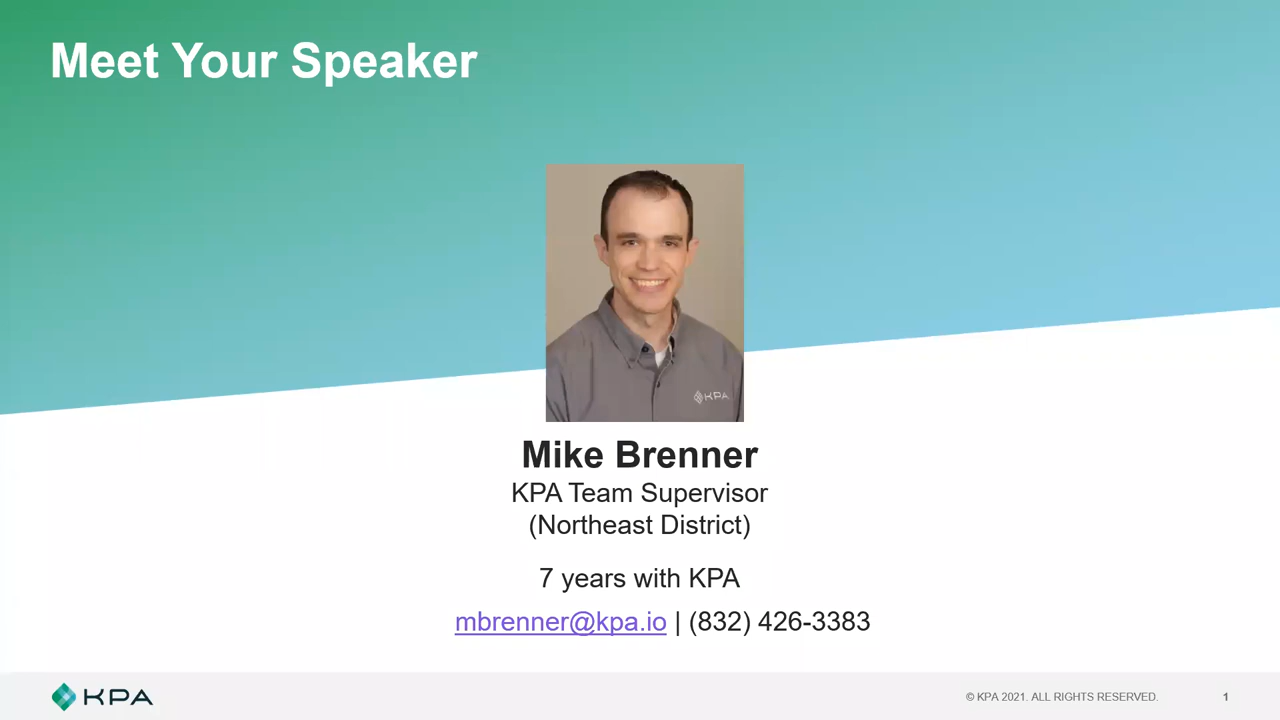 Meet Your Speaker
KPA
Mike Brenner
KPA Team Supervisor
(Northeast District)
7 years with KPA
mbrenner@kpa.io | (832) 426-3383
KPA
© KPA 2021. ALL RIGHTS RESERVED.
1